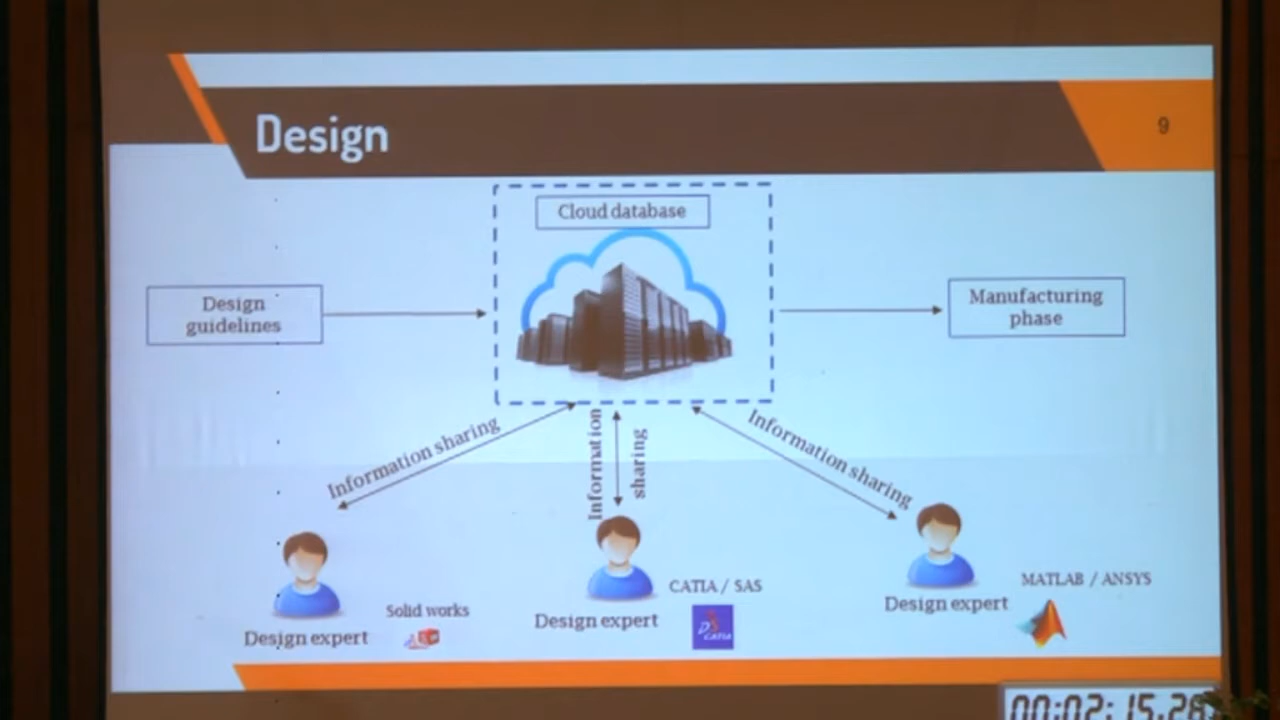 Design
9
Cloud database
Design
guidelines
Manufacturing
phase
Information sharing
Information
sharing
Information sharing
CATIA / SAS
MATLAB / ANSYS
Solid works
Design expert
Design expert
Design expert
CATIA
00:02:15.28